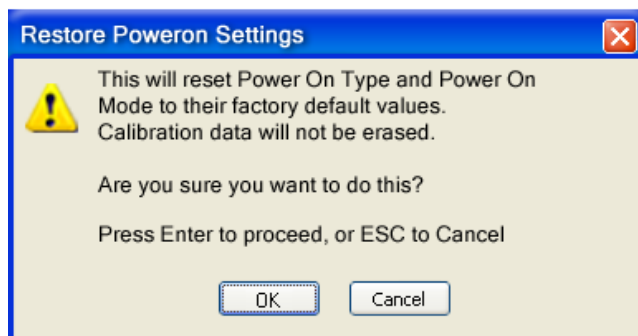 Restore Poweron Settings
This will reset Power On Type and Power On
Mode to their factory default values.
Calibration data will not be erased.
Are you sure you want to do this?
Press Enter to proceed, or ESC to Cancel
OK
Cancel